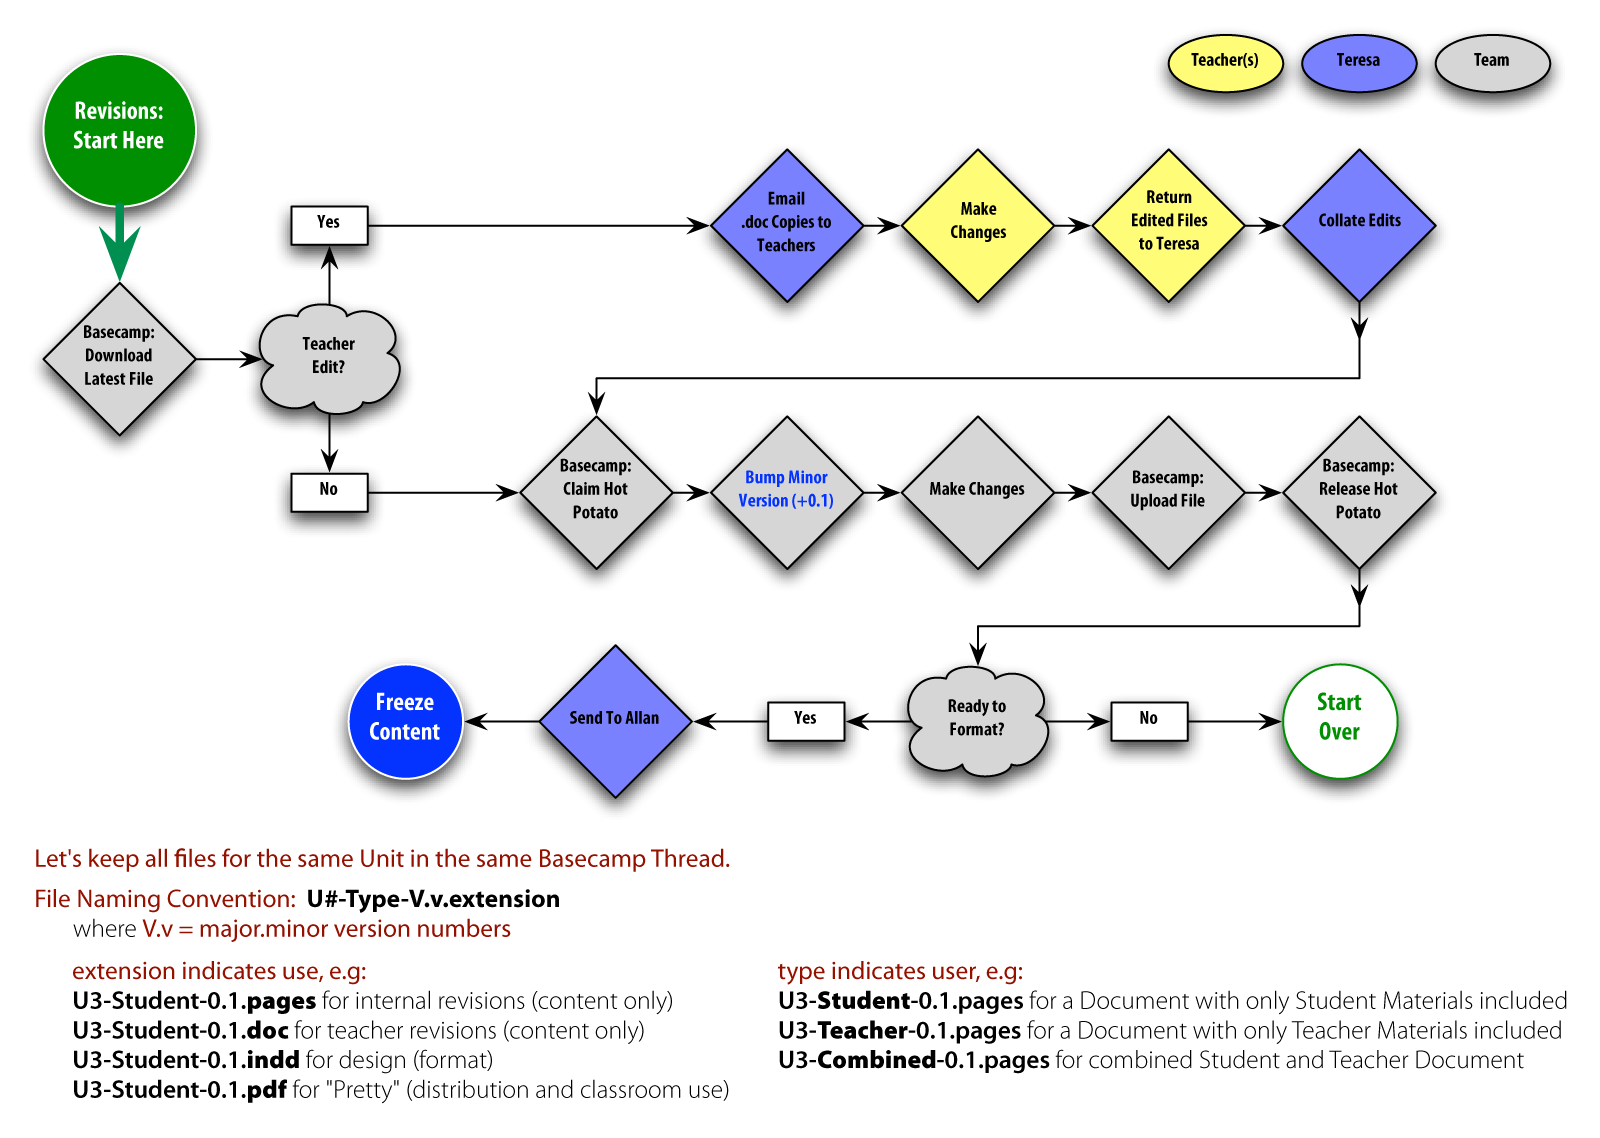 Teacher(s)
Teresa
Team
Revisions:
Start Here
Yes
Email
.doc Copies to
Teachers
Make
Changes
Return
Edited Files
to Teresa
Collate Edits
Basecamp:
Download
Latest File
Teacher
Edit?
No
Basecamp:
Claim Hot
Potato
Bump Minor
Version (+0.1)
Make Changes
Basecamp:
Upload File
Basecamp:
Release Hot
Potato
Freeze
Content
Send To Allan
Yes
Ready to
Format?
No
Start
Over
Let's keep all files for the same Unit in the same Basecamp Thread.
File Naming Convention: U#-Type-V.v.extension
where V.v = major.minor version numbers
extension indicates use, e.g:
U3-Student-0.1.pages for internal revisions (content only)
U3-Student-0.1.doc for teacher revisions (content only)
U3-Student-0.1.indd for design (format)
U3-Student-0.1.pdf for "Pretty" (distribution and classroom use)
type indicates user, e.g:
U3-Student-0.1.pages for a Document with only Student Materials included
U3-Teacher-0.1.pages for a Document with only Teacher Materials included
U3-Combined-0.1.pages for combined Student and Teacher Document